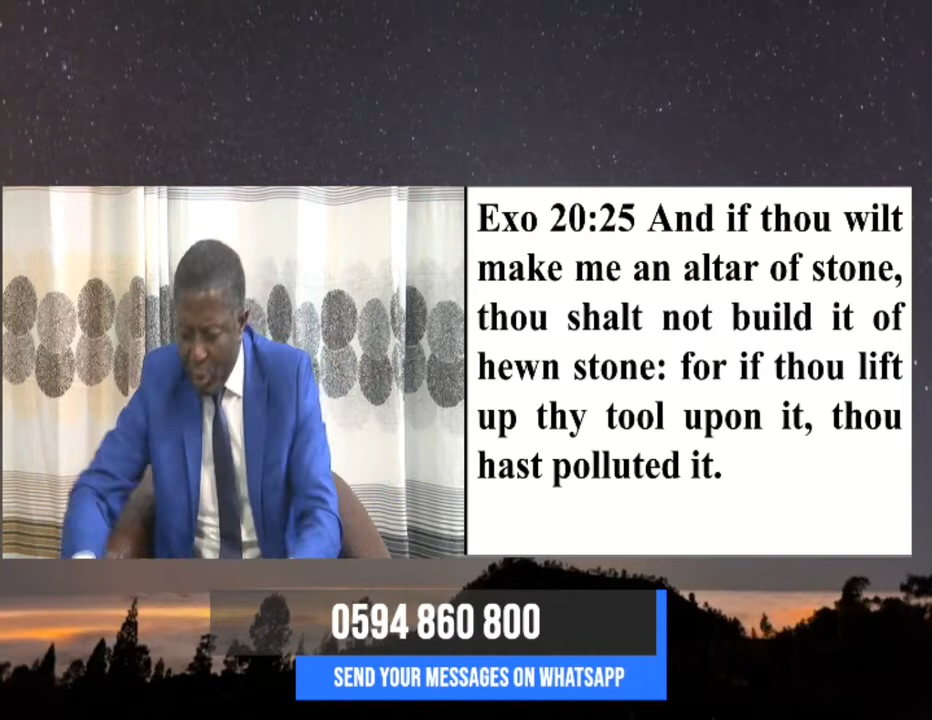 Exo 20:25 And if thou wilt
make me an altar of stone,
thou shalt not build it of
hewn stone: for if thou lift
up thy tool upon it, thou
hast polluted it.
0594 860 800
SEND YOUR MESSAGES ON WHATSAPP